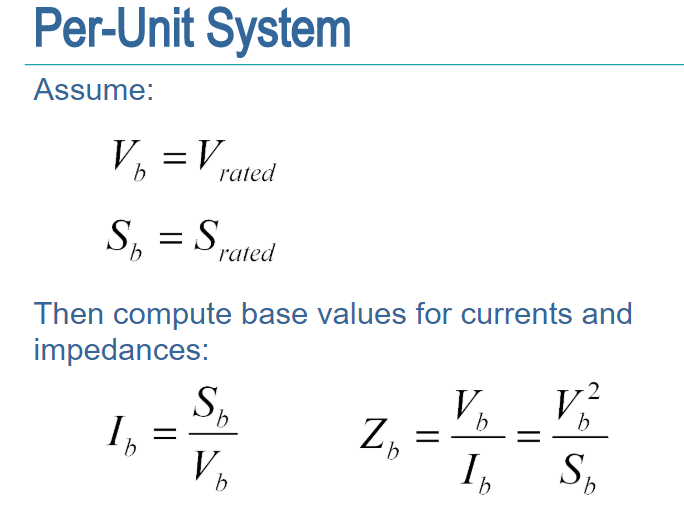 Per-Unit System
Assume:
V_b = V_rated
S_b = S_rated
Then compute base values for currents and
impedances:
I_b = S_b / V_b    Z_b = V_b / I_b = V_b^2 / S_b